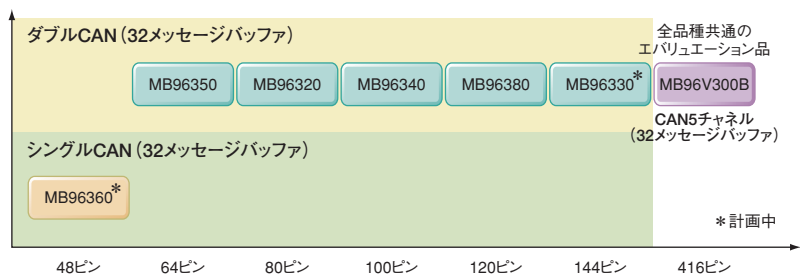 ダブルCAN（32メッセージバッファ）
全品種共通の
エバリュエーション品
MB96350
MB96320
MB96340
MB96380
MB96330*
MB96V300B
CAN5チャネル
（32メッセージバッファ）
シングルCAN（32メッセージバッファ）
MB96360*
*計画中
48ピン
64ピン
80ピン
100ピン
120ピン
144ピン
416ピン